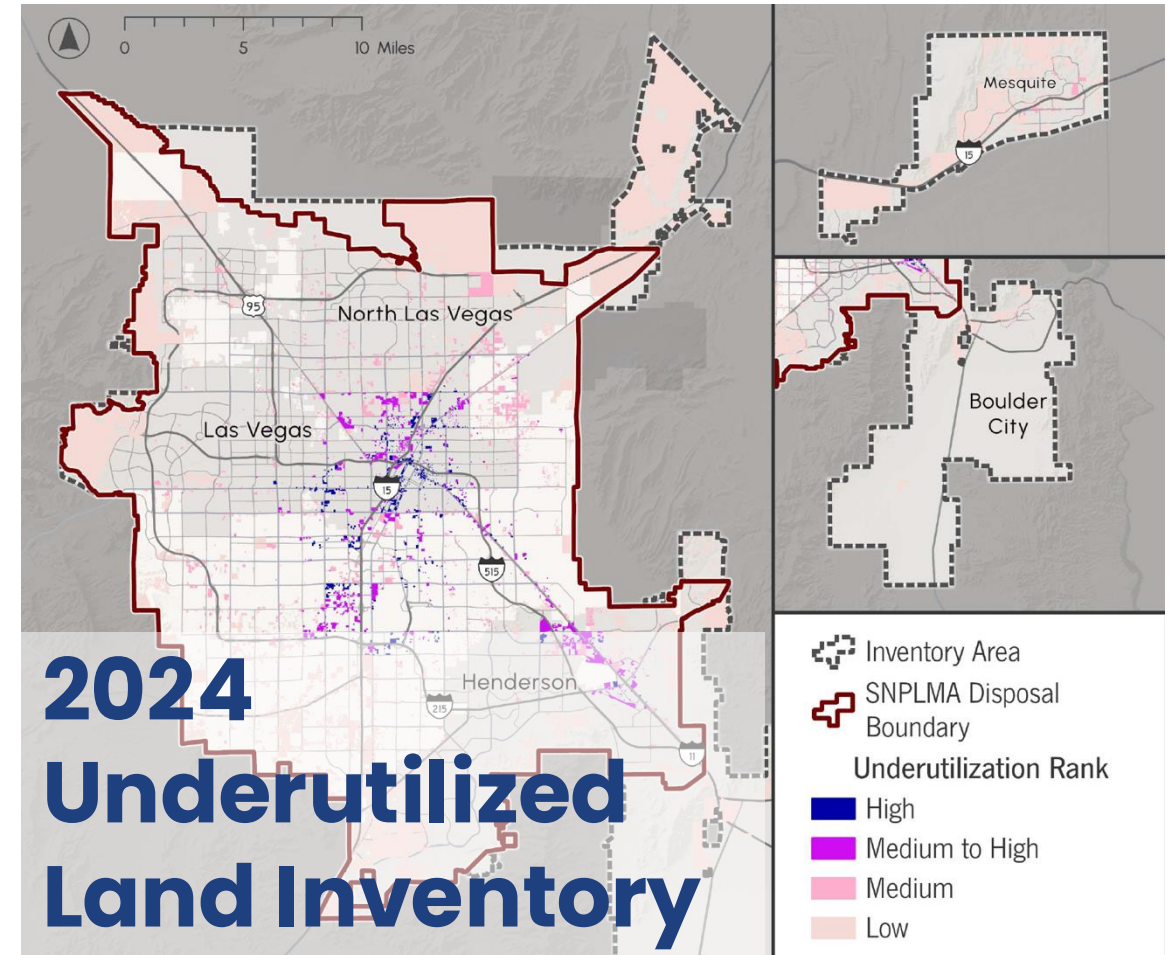 0 5 10 Miles
95
North Las Vegas
Las Vegas
15
515
Henderson
215
11
2024
Underutilized
Land Inventory
Mesquite
15
Boulder
City
Inventory Area
SNPLMA Disposal
Boundary
Underutilization Rank
High
Medium to High
Medium
Low